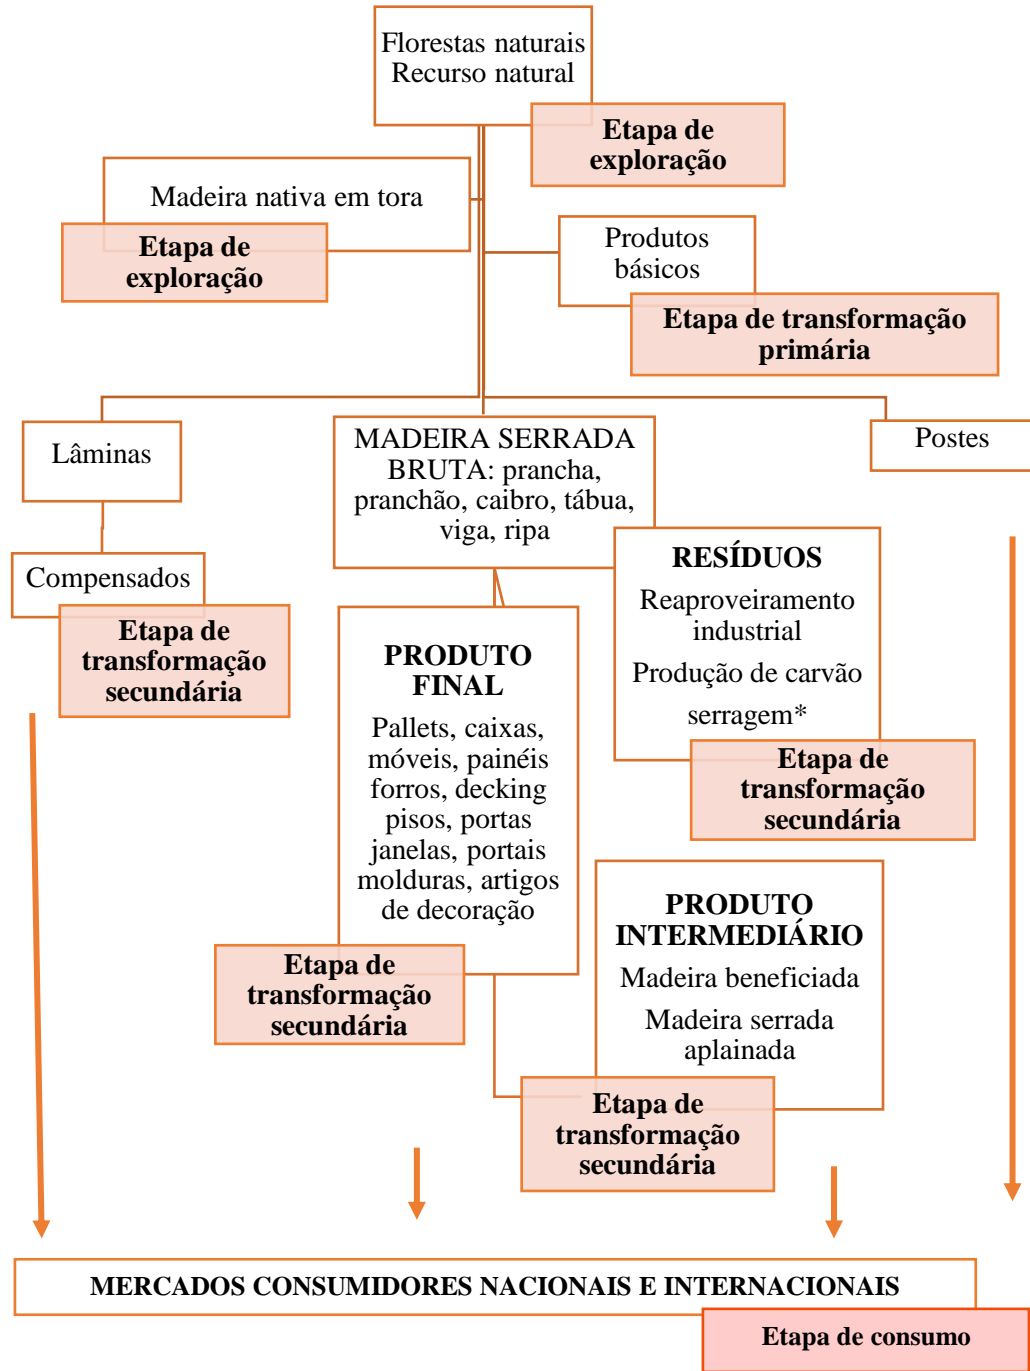 Florestas naturais
Recurso natural
Etapa de
exploração
Madeira nativa em tora
Etapa de
exploração
Produtos
básicos
Etapa de transformação
primária
Lâminas
MADEIRA SERRADA
BRUTA: prancha,
pranchão, caibro, tábua,
viga, ripa
Postes
Compensados
Etapa de
transformação
secundária
RESÍDUOS
Reaproveiramento
industrial
Produção de carvão
serragem*
Etapa de
transformação
secundária
PRODUTO
FINAL
Pallets, caixas,
móveis, painéis
forros, decking
pisos, portas
janelas, portais
molduras, artigos
de decoração
Etapa de
transformação
secundária
PRODUTO
INTERMEDIÁRIO
Madeira beneficiada
Madeira serrada
aplainada
Etapa de
transformação
secundária
MERCADOS CONSUMIDORES NACIONAIS E INTERNACIONAIS
Etapa de consumo